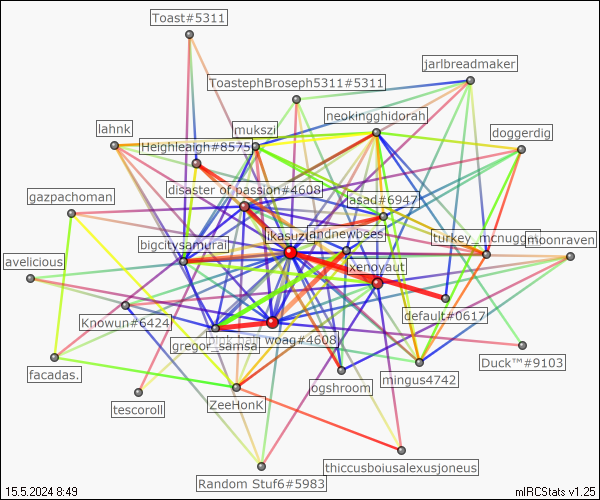 Toast#5311
jarlbreadmaker
ToastephBroseph5311#5311
neokingghidorah
lahnk
mukszi
doggerdig
Heighleaigh#8575
disaster of passion#4608
gazpachoman
asad#6947
ikasuzi
andnewbees
turkey_mcnugget
bigcitysamurai
moonraven
avelicious
xenoyaut
Knowun#6424
default#0617
woag#4608
gregor_samsa
Duck™#9103
facadas.
ogshroom
mingus4742
tescoroll
ZeeHonK
thiccusboiusalexusjoneus
Random Stuf6#5983
15.5.2024 8:49
mIRCStats v1.25